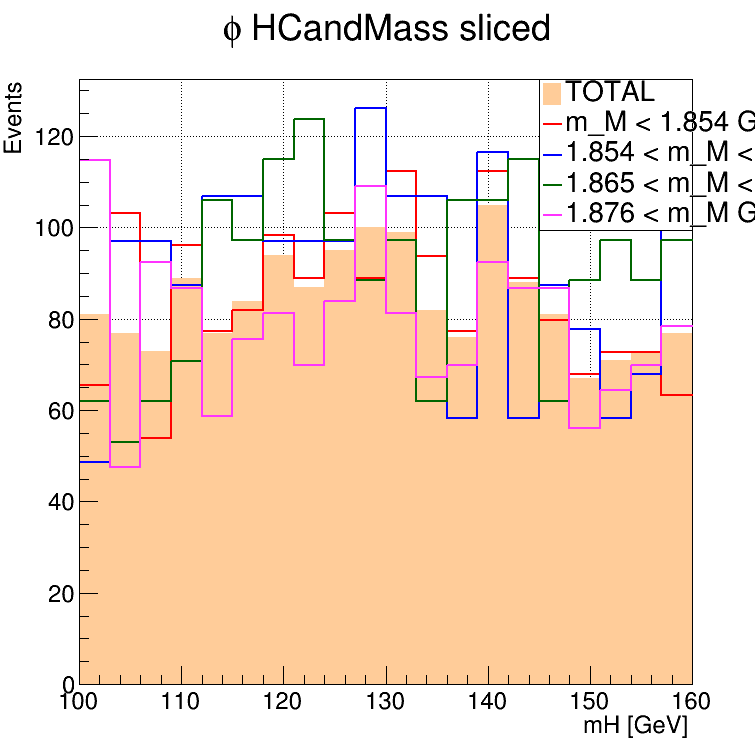 ϕ HCandMass sliced
Events
TOTAL
m_M < 1.854 G
1.854 < m_M <
1.865 < m_M <
1.876 < m_M G
120
100
80
60
40
20
0
100 110 120 130 140 150 160
mH [GeV]